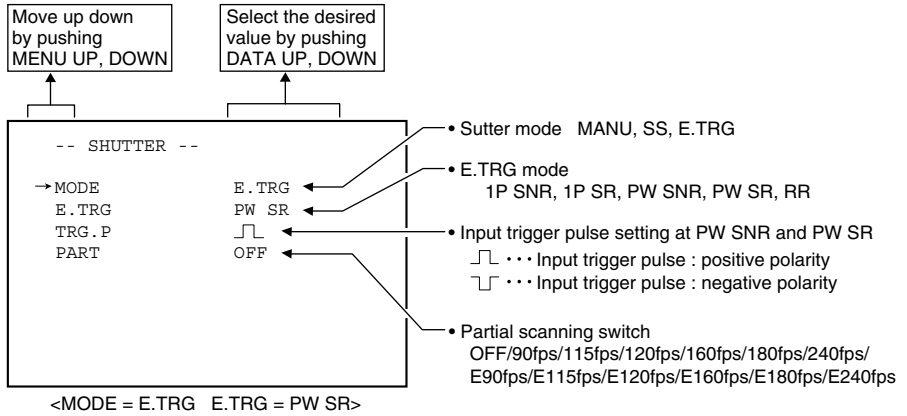 Move up down
by pushing
MENU UP, DOWN
Select the desired
value by pushing
DATA UP, DOWN
-- SHUTTER --
→MODE E.TRG
E.TRG PW SR
TRG.P
PART OFF
• Sutter mode MANU, SS, E.TRG
• E.TRG mode
1P SNR, 1P SR, PW SNR, PW SR, RR
• Input trigger pulse setting at PW SNR and PW SR
••• Input trigger pulse : positive polarity
••• Input trigger pulse : negative polarity
• Partial scanning switch
OFF/90fps/115fps/120fps/160fps/180fps/240fps/
E90fps/E115fps/E120fps/E160fps/E180fps/E240fps
<MODE = E.TRG E.TRG = PW SR>